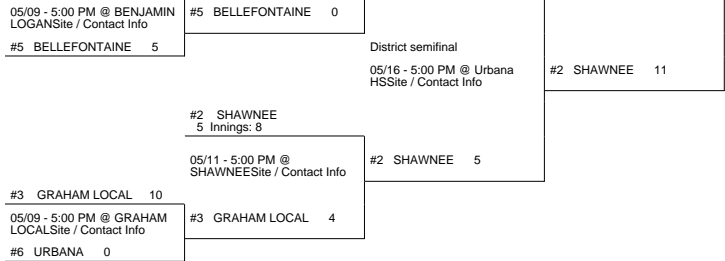 05/09 - 5:00 PM @ BENJAMIN
LOGANSite / Contact Info
#5 BELLEFONTAINE 0
#5 BELLEFONTAINE 5
District semifinal
05/16 - 5:00 PM @ Urbana
HSSite / Contact Info
#2 SHAWNEE 11
#2 SHAWNEE
5 Innings: 8
05/11 - 5:00 PM @
SHAWNEESite / Contact Info
#2 SHAWNEE 5
#3 GRAHAM LOCAL 10
05/09 - 5:00 PM @ GRAHAM
LOCALSite / Contact Info
#3 GRAHAM LOCAL 4
#6 URBANA 0